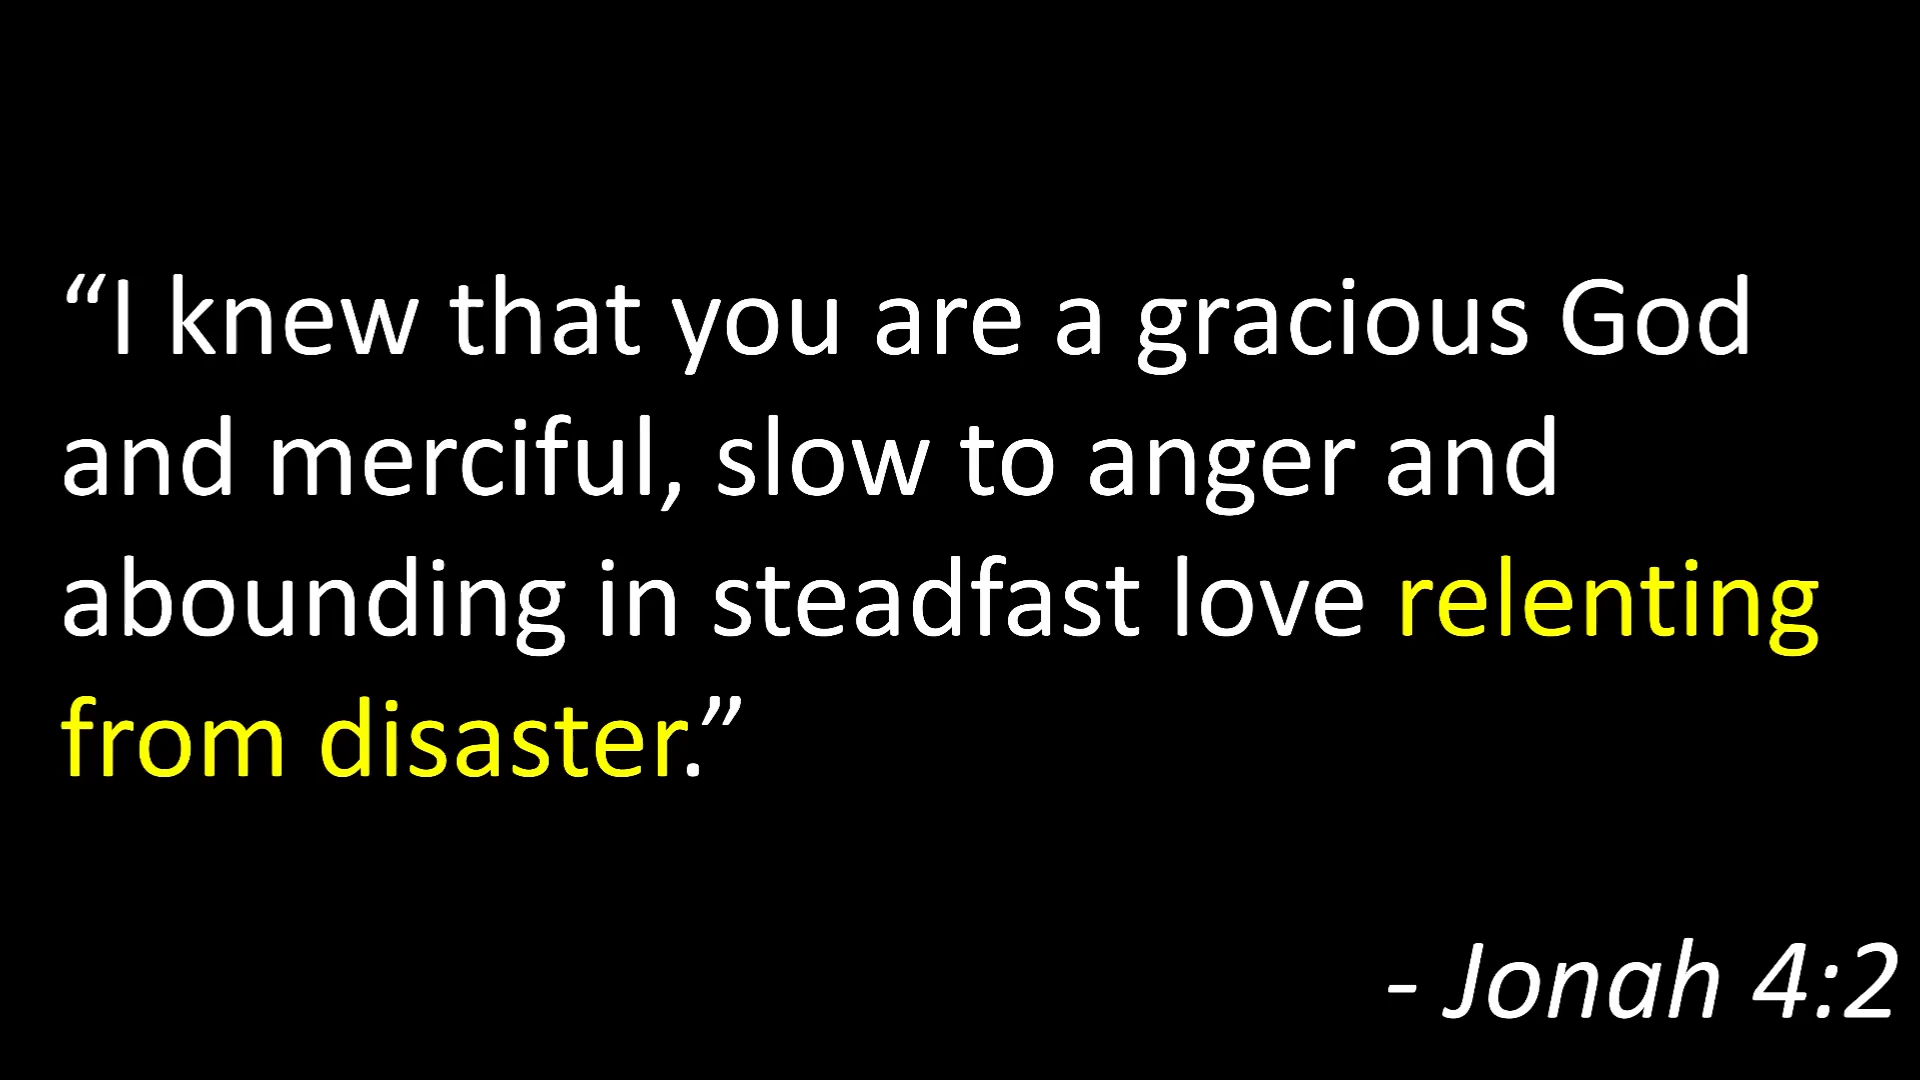 “I knew that you are a gracious God
and merciful, slow to anger and
abounding in steadfast love relenting
from disaster.”
- Jonah 4:2